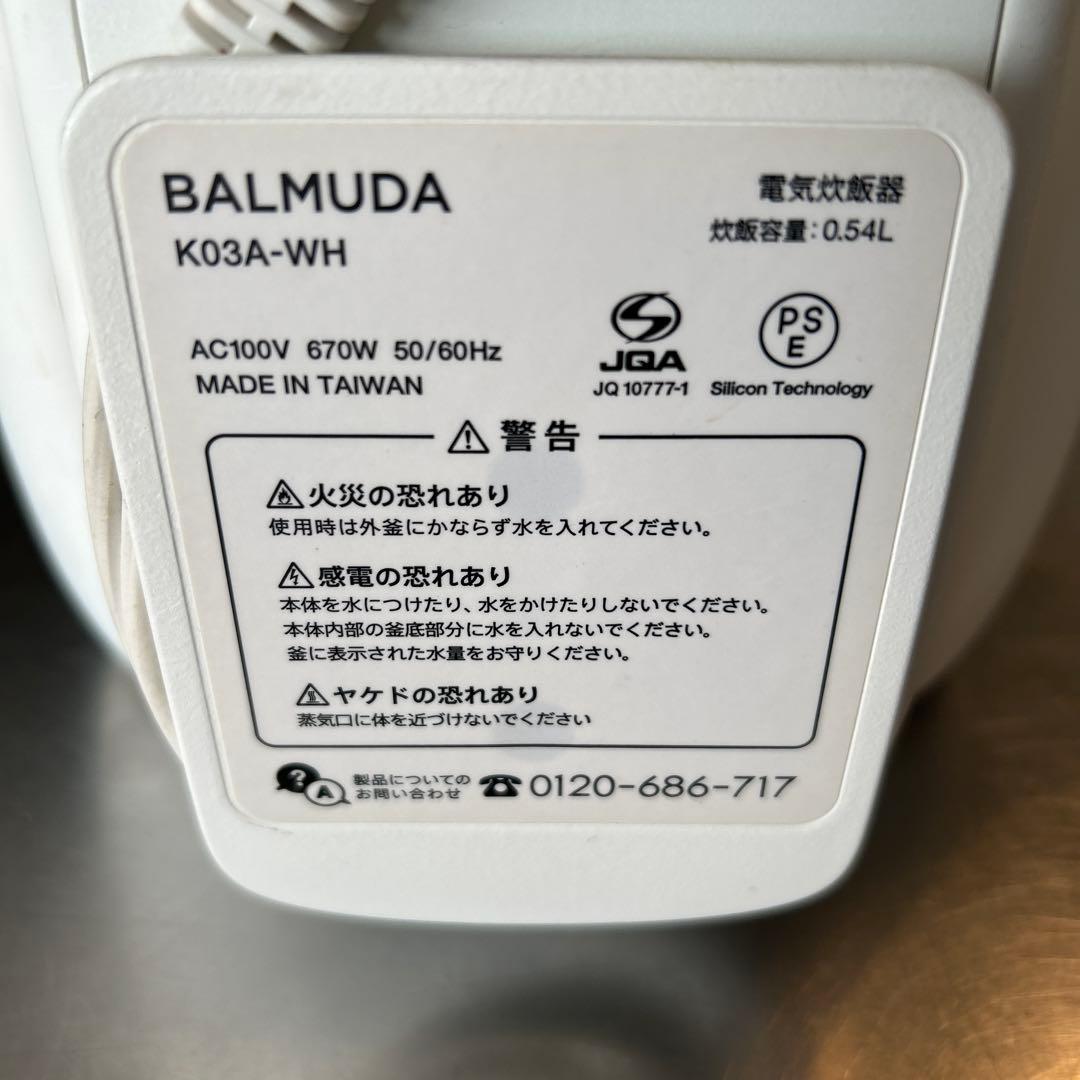 BALMUDA
K03A-WH
電気炊飯器
炊飯容量：0.54L
AC100V 670W 50/60Hz
MADE IN TAIWAN
JQA
JQ 10777-1
PS
E
Silicon Technology
警告
火災の恐れあり
使用時は外釜にかならず水を入れてください。
感電の恐れあり
本体を水につけたり、水をかけたりしないでください。
本体内部の釜底部分に水を入れないでください。
釜に表示された水量をお守りください。
ヤケドの恐れあり
蒸気口に体を近づけないでください
? A
製品についての
お問い合わせ
☎0120-686-717